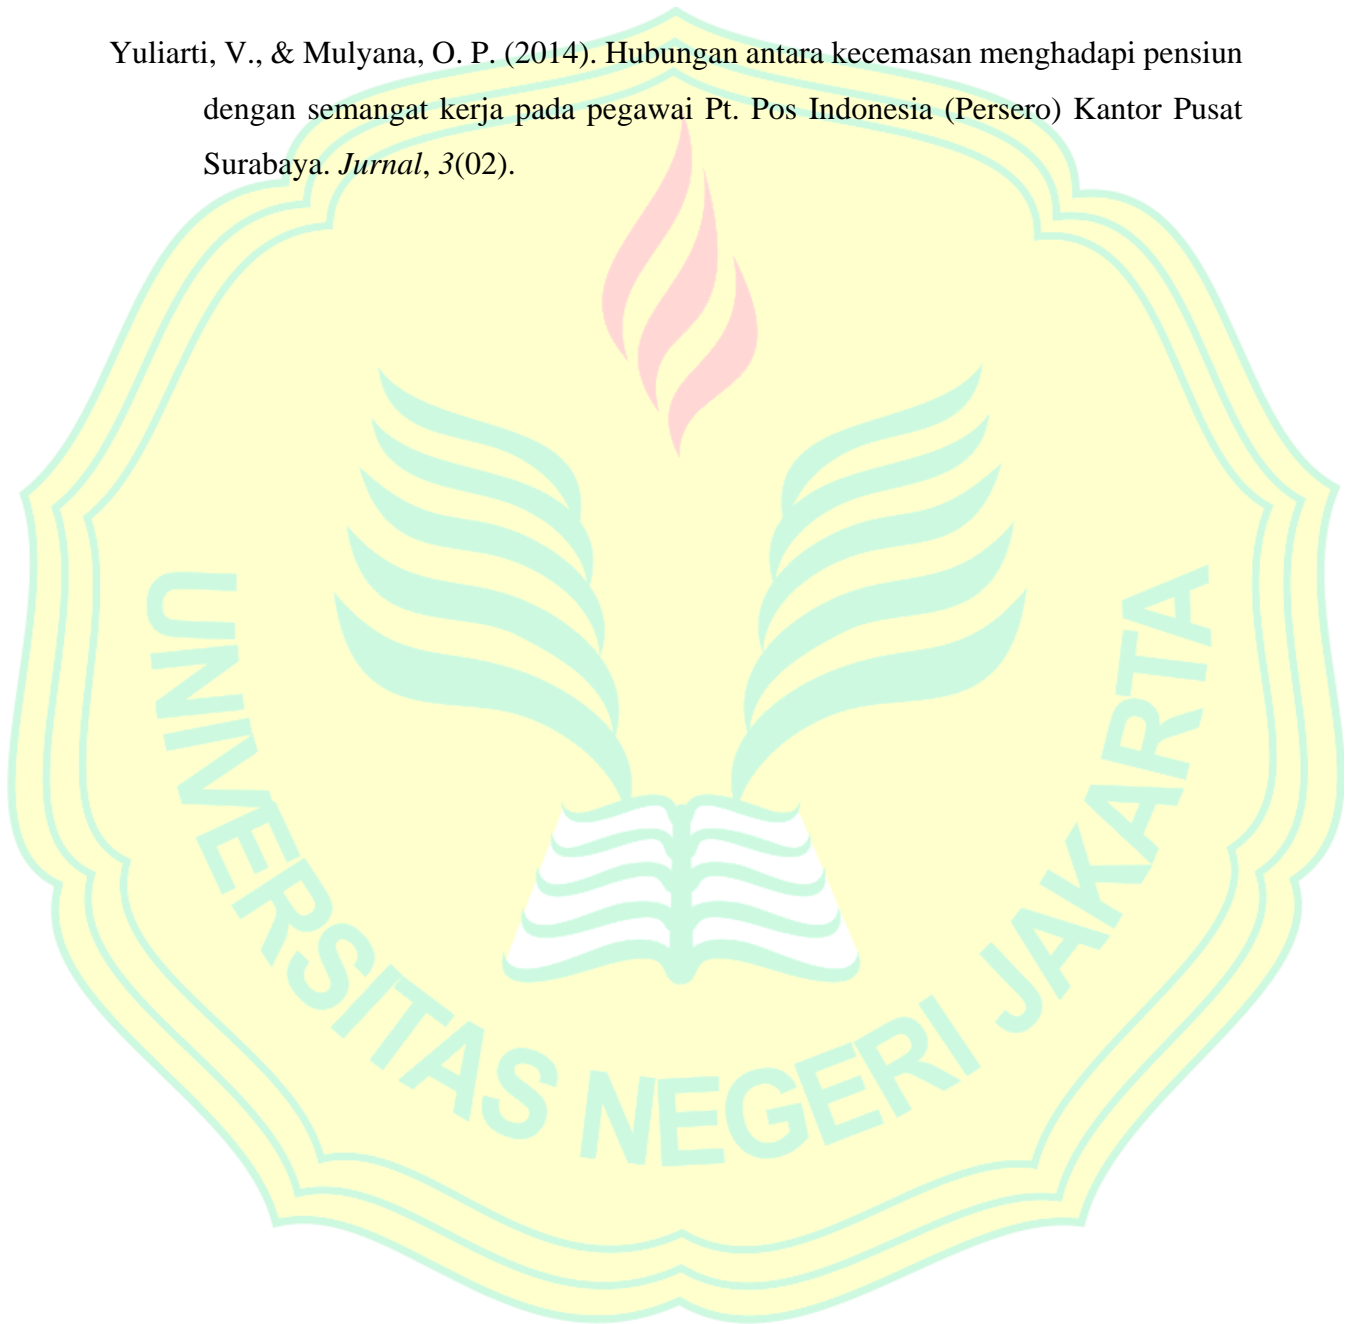 Yuliarti, V., & Mulyana, O. P. (2014). Hubungan antara kecemasan menghadapi pensiun
dengan semangat kerja pada pegawai Pt. Pos Indonesia (Persero) Kantor Pusat
Surabaya. Jurnal, 3(02).
UNIVERSITAS NEGERI JAKARTA